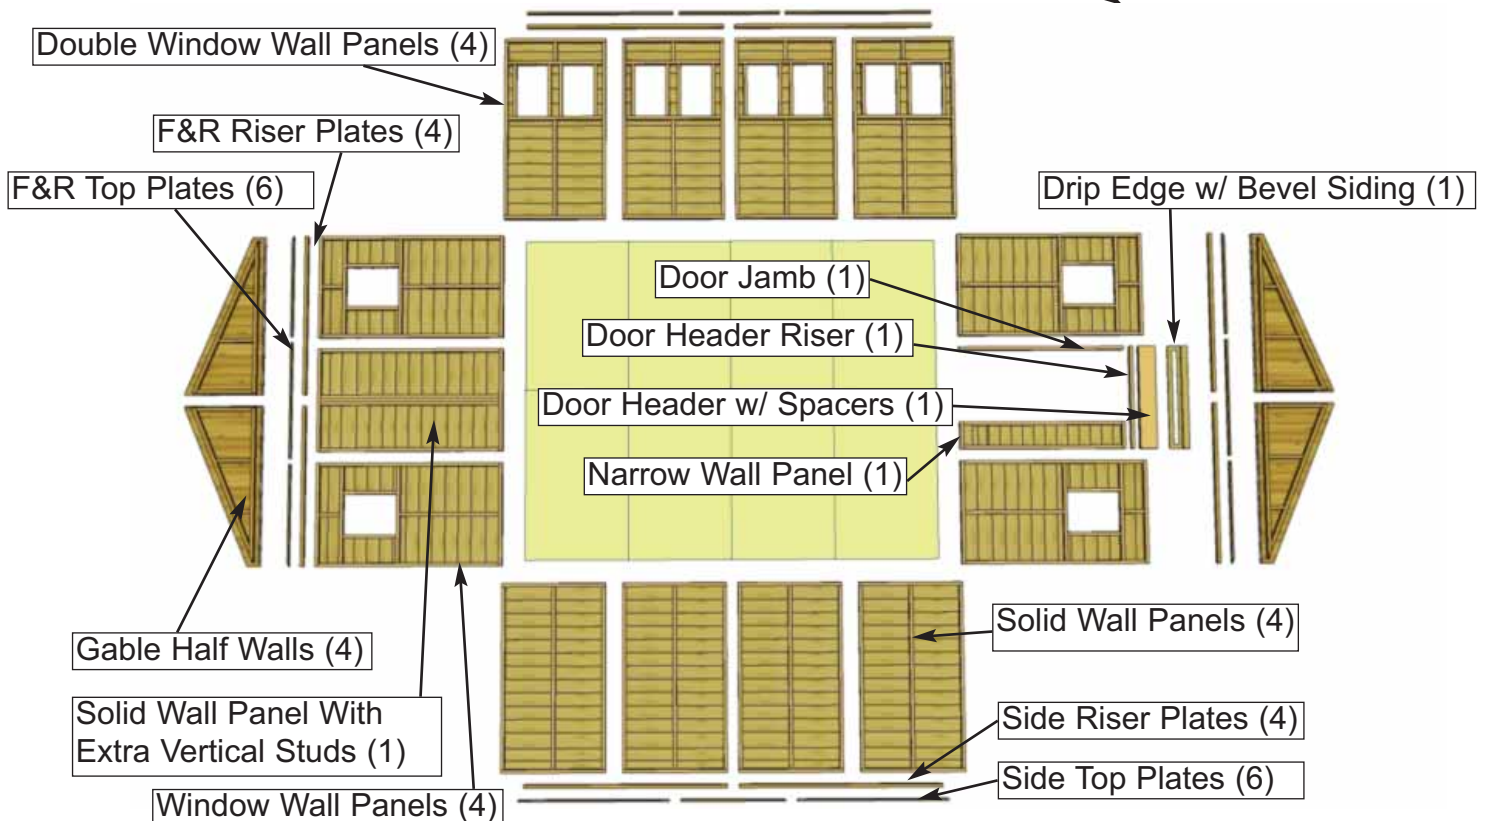 Double Window Wall Panels (4)
F&R Riser Plates (4)
F&R Top Plates (6)
Drip Edge w/ Bevel Siding (1)
Door Jamb (1)
Door Header Riser (1)
Door Header w/ Spacers (1)
Narrow Wall Panel (1)
Gable Half Walls (4)
Solid Wall Panels (4)
Solid Wall Panel With
Extra Vertical Studs (1)
Side Riser Plates (4)
Side Top Plates (6)
Window Wall Panels (4)